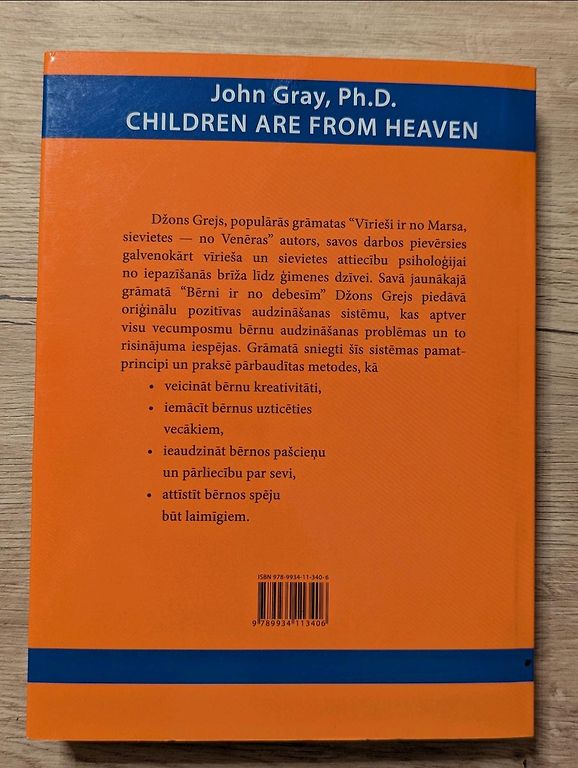 John Gray, Ph.D.
CHILDREN ARE FROM HEAVEN
Džons Grejs, populārās grāmatas “Vīrieši ir no Marsa,
sievietes — no Venēras” autors, savos darbos pievērsies
galvenokārt vīrieša un sievietes attiecību psiholoģijai
no iepazīšanās brīža līdz ģimenes dzīvei. Savā jaunākajā
grāmatā “Bērni ir no debesīm” Džons Grejs piedāvā
oriģinālu pozitīvas audzināšanas sistēmu, kas aptver
visu vecumposmu bērnu audzināšanas problēmas un to
risinājuma iespējas. Grāmatā sniegti šīs sistēmas pamat-
principi un praksē pārbaudītas metodes, kā
• veicināt bērnu kreativitāti,
• iemācīt bērnus uzticēties
vecākiem,
• ieaudzināt bērnos pašcieņu
un pārliecību par sevi,
• attīstīt bērnos spēju
būt laimīgiem.
ISBN 978-9934-11-340-6
9 789934 113406